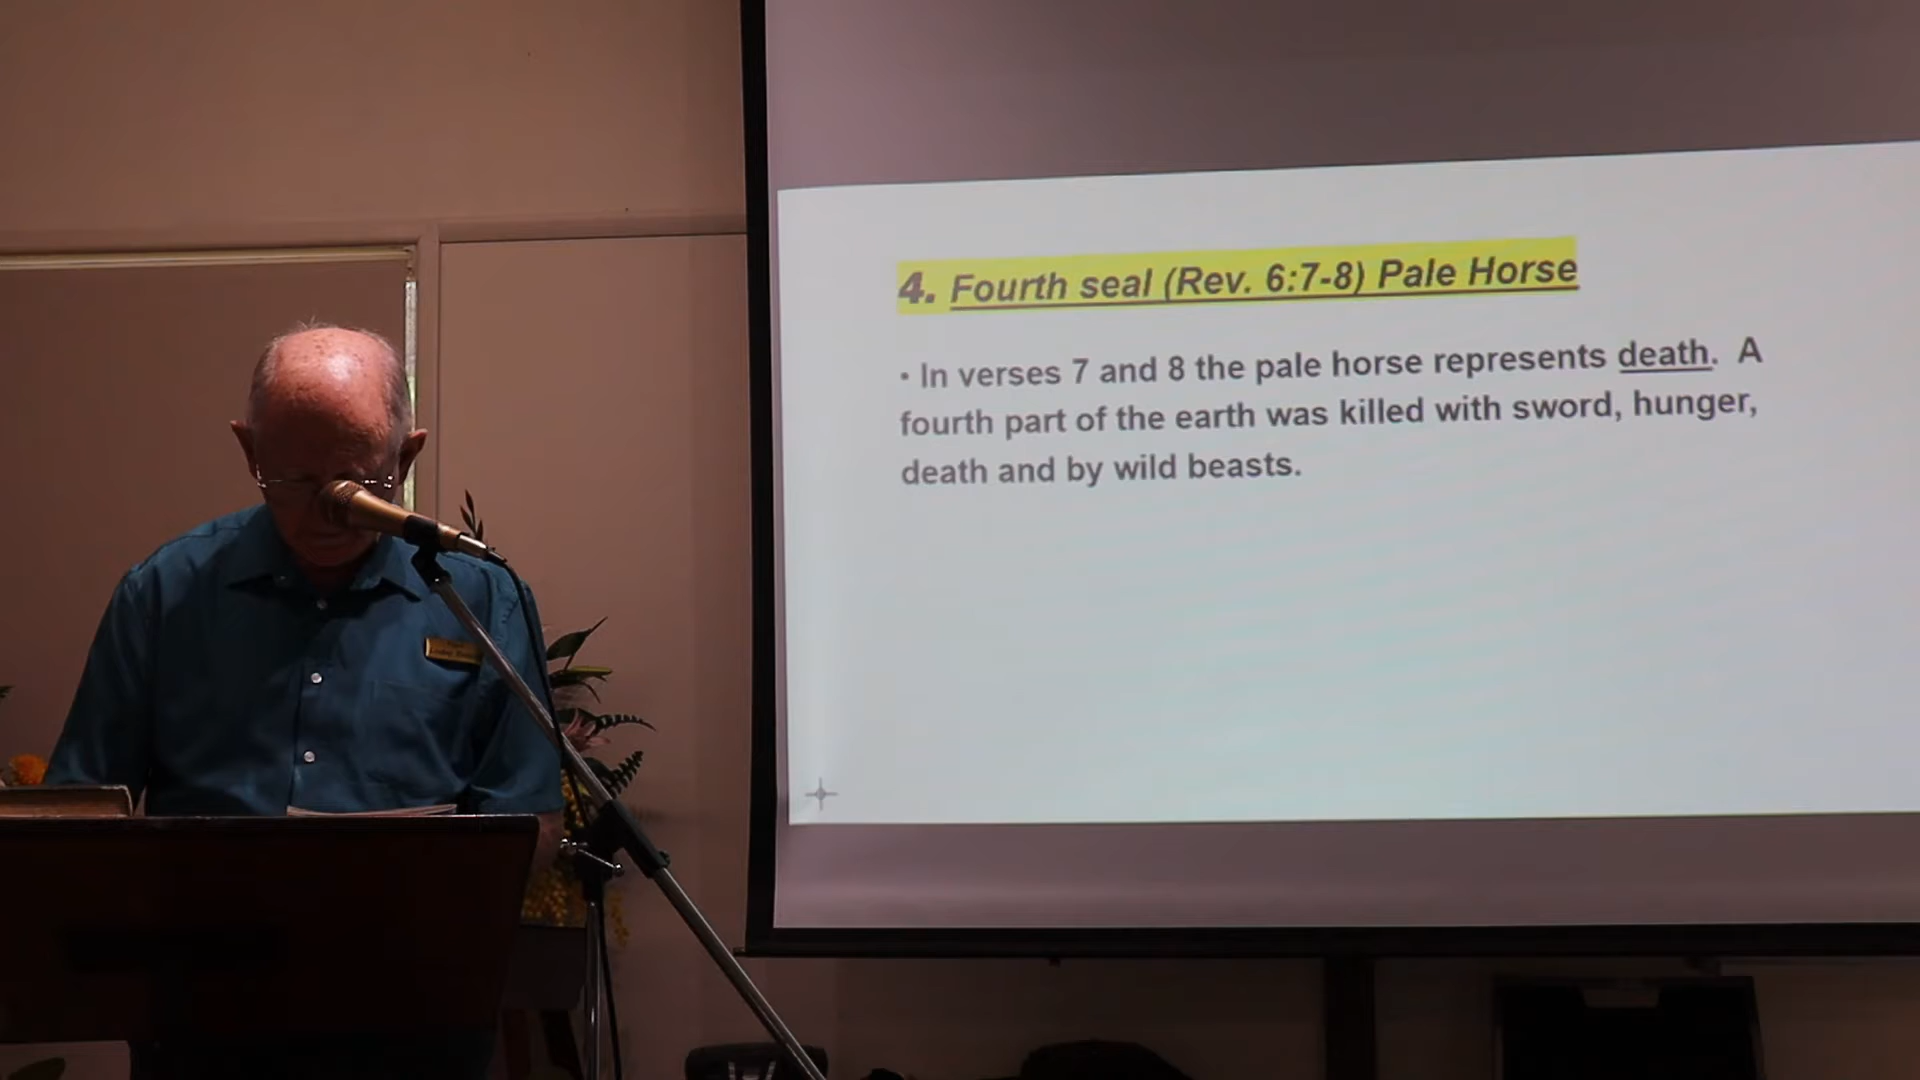 4. Fourth seal (Rev. 6:7-8) Pale Horse
• In verses 7 and 8 the pale horse represents death. A
fourth part of the earth was killed with sword, hunger,
death and by wild beasts.